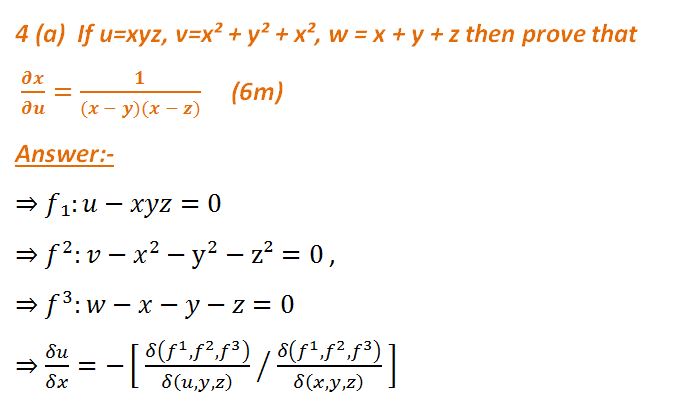 4 (a) If u=xyz, v=x² + y² + x², w = x + y + z then prove that
∂x/∂u = 1/((x − y)(x − z)) (6m)
Answer:-
⇒ f₁: u − xyz = 0
⇒ f²: v − x² − y² − z² = 0 ,
⇒ f³: w − x − y − z = 0
⇒ δu/δx = −[ δ(f¹,f²,f³)/δ(u,y,z) / δ(f¹,f²,f³)/δ(x,y,z) ]